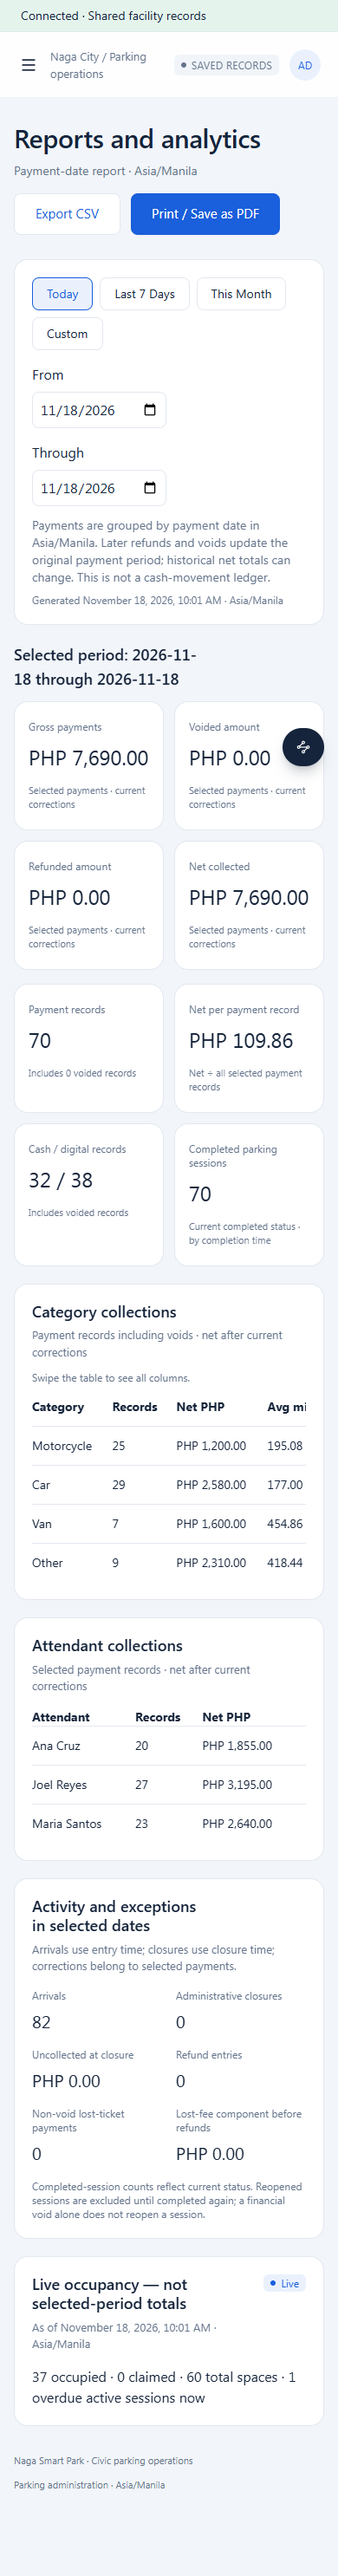 Connected · Shared facility records
Naga City / Parking
operations
SAVED RECORDS
AD
Reports and analytics
Payment-date report · Asia/Manila
Export CSV
Print / Save as PDF
Today
Last 7 Days
This Month
Custom
From
11/18/2026
Through
11/18/2026
Payments are grouped by payment date in
Asia/Manila. Later refunds and voids update the
original payment period; historical net totals can
change. This is not a cash-movement ledger.
Generated November 18, 2026, 10:01 AM · Asia/Manila
Selected period: 2026-11-
18 through 2026-11-18
Gross payments
PHP 7,690.00
Selected payments · current
corrections
Voided amount
PHP 0.00
Selected payments · current
corrections
Refunded amount
PHP 0.00
Selected payments · current
corrections
Net collected
PHP 7,690.00
Selected payments · current
corrections
Payment records
70
Includes 0 voided records
Net per payment record
PHP 109.86
Net ÷ all selected payment
records
Cash / digital records
32 / 38
Includes voided records
Completed parking
sessions
70
Current completed status ·
by completion time
Category collections
Payment records including voids · net after current
corrections
Swipe the table to see all columns.
Category Records Net PHP Avg mi
Motorcycle 25 PHP 1,200.00 195.08
Car 29 PHP 2,580.00 177.00
Van 7 PHP 1,600.00 454.86
Other 9 PHP 2,310.00 418.44
Attendant collections
Selected payment records · net after current
corrections
Attendant Records Net PHP
Ana Cruz 20 PHP 1,855.00
Joel Reyes 27 PHP 3,195.00
Maria Santos 23 PHP 2,640.00
Activity and exceptions
in selected dates
Arrivals use entry time; closures use closure time;
corrections belong to selected payments.
Arrivals
82
Administrative closures
0
Uncollected at closure
PHP 0.00
Refund entries
0
Non-void lost-ticket
payments
0
Lost-fee component before
refunds
PHP 0.00
Completed-session counts reflect current status. Reopened
sessions are excluded until completed again; a financial
void alone does not reopen a session.
Live occupancy — not
selected-period totals
Live
As of November 18, 2026, 10:01 AM ·
Asia/Manila
37 occupied · 0 claimed · 60 total spaces · 1
overdue active sessions now
Naga Smart Park · Civic parking operations
Parking administration · Asia/Manila